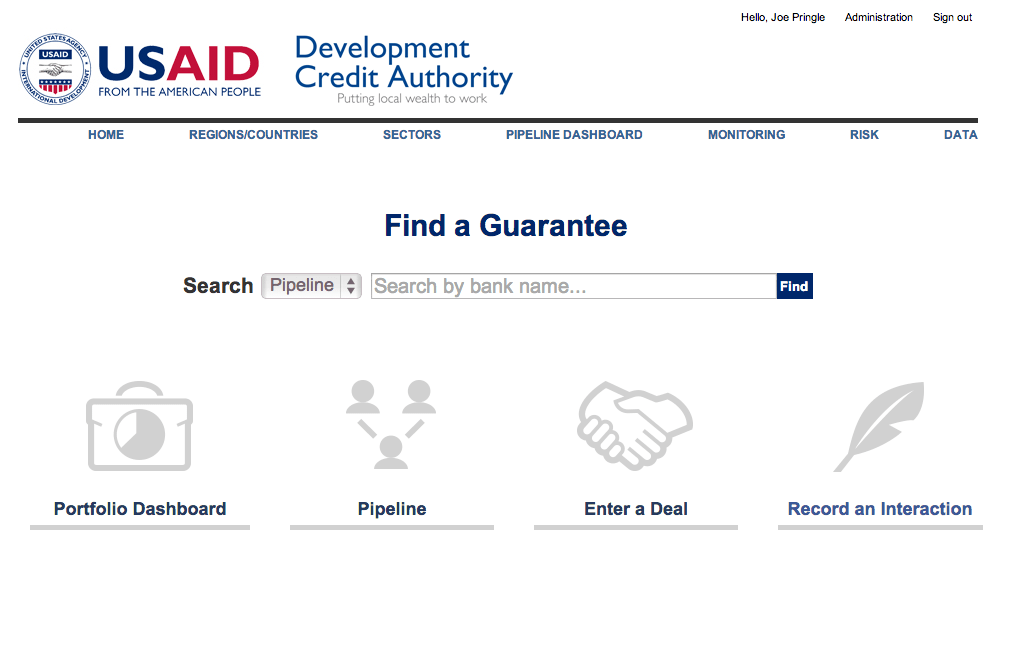 Hello, Joe Pringle Administration Sign out
UNITED STATES AGENCY
USAID
INTERNATIONAL DEVELOPMENT
USAID
FROM THE AMERICAN PEOPLE
Development
Credit Authority
Putting local wealth to work
HOME REGIONS/COUNTRIES SECTORS PIPELINE DASHBOARD MONITORING RISK DATA
Find a Guarantee
Search Pipeline Search by bank name... Find
Portfolio Dashboard Pipeline Enter a Deal Record an Interaction